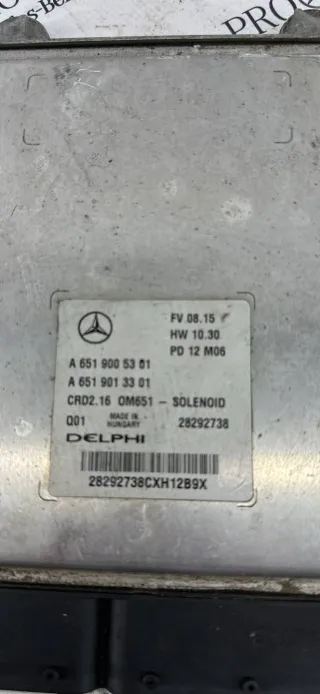 FV 08.15
HW 10.30
PD 12 M06
A 651 900 53 01
A 651 901 33 01
CRD2.16 OM651 - SOLENOID
Q01 MADE IN HUNGARY 28292738
DELPHI
28292738CXH12B9X